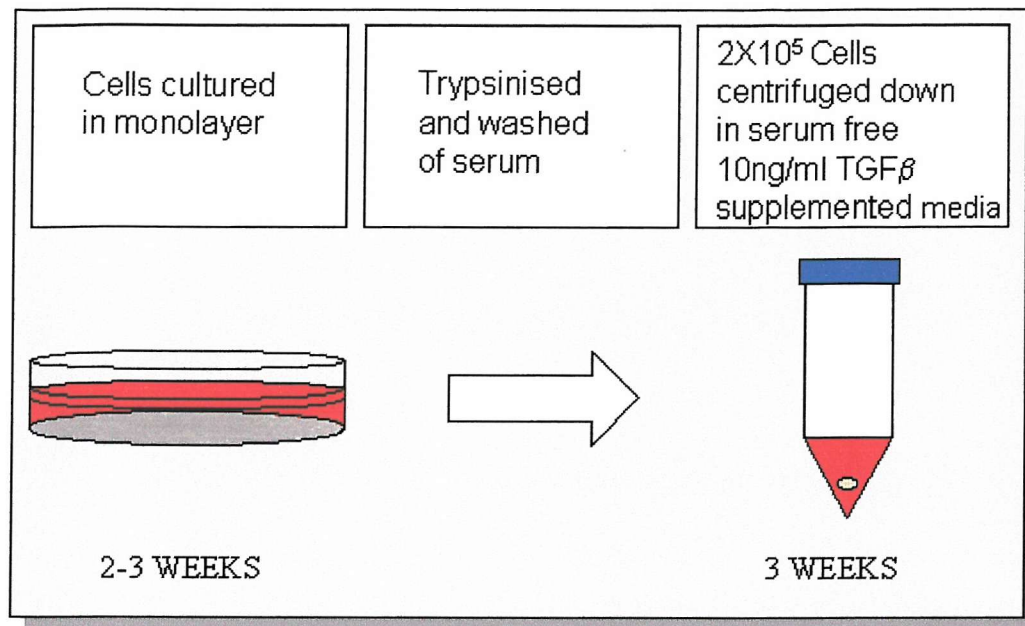 Cells cultured
in monolayer
Trypsinised
and washed
of serum
2X10⁵ Cells
centrifuged down
in serum free
10ng/ml TGFβ
supplemented media
2-3 WEEKS
3 WEEKS